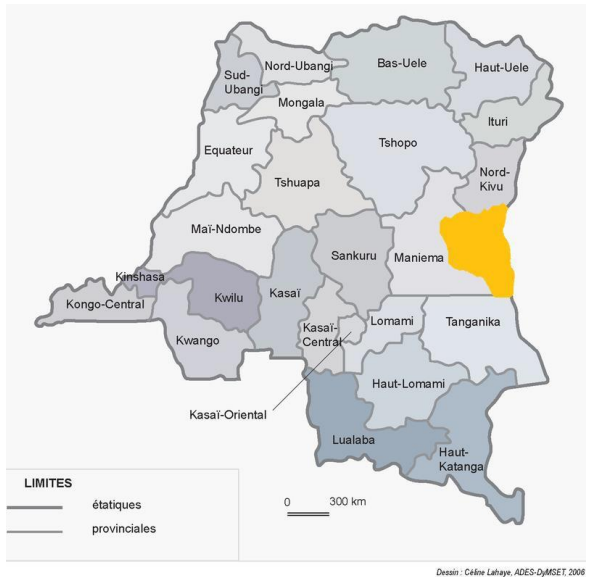 Nord-Ubangi
Bas-Uele
Haut-Uele
Sud-
Ubangi
Mongala
Ituri
Tshopo
Equateur
Nord-
Kivu
Tshuapa
Maï-Ndombe
Sankuru
Maniema
Kinshasa
Kongo-Central
Kwilu
Kasaï
Lomami
Tanganika
Kasaï-
Central
Kwango
Haut-Lomami
Kasaï-Oriental
Lualaba
Haut-
Katanga
LIMITES
étatiques
provinciales
0 300 km
Dessin : Céline Lahaye, ADES-DyMSET, 2006